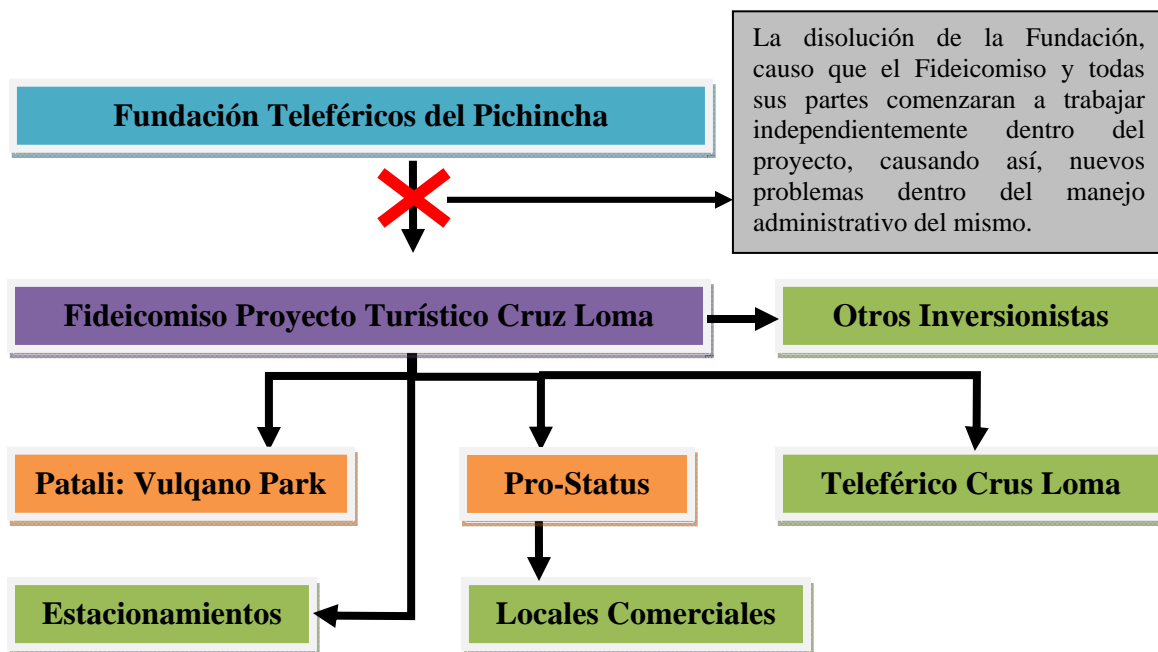 La disolución de la Fundación,
causo que el Fideicomiso y todas
sus partes comenzaran a trabajar
independientemente dentro del
proyecto, causando así, nuevos
problemas dentro del manejo
administrativo del mismo.
Fundación Teleféricos del Pichincha
Fideicomiso Proyecto Turístico Cruz Loma
Otros Inversionistas
Patali: Vulqano Park
Pro-Status
Teleférico Crus Loma
Estacionamientos
Locales Comerciales